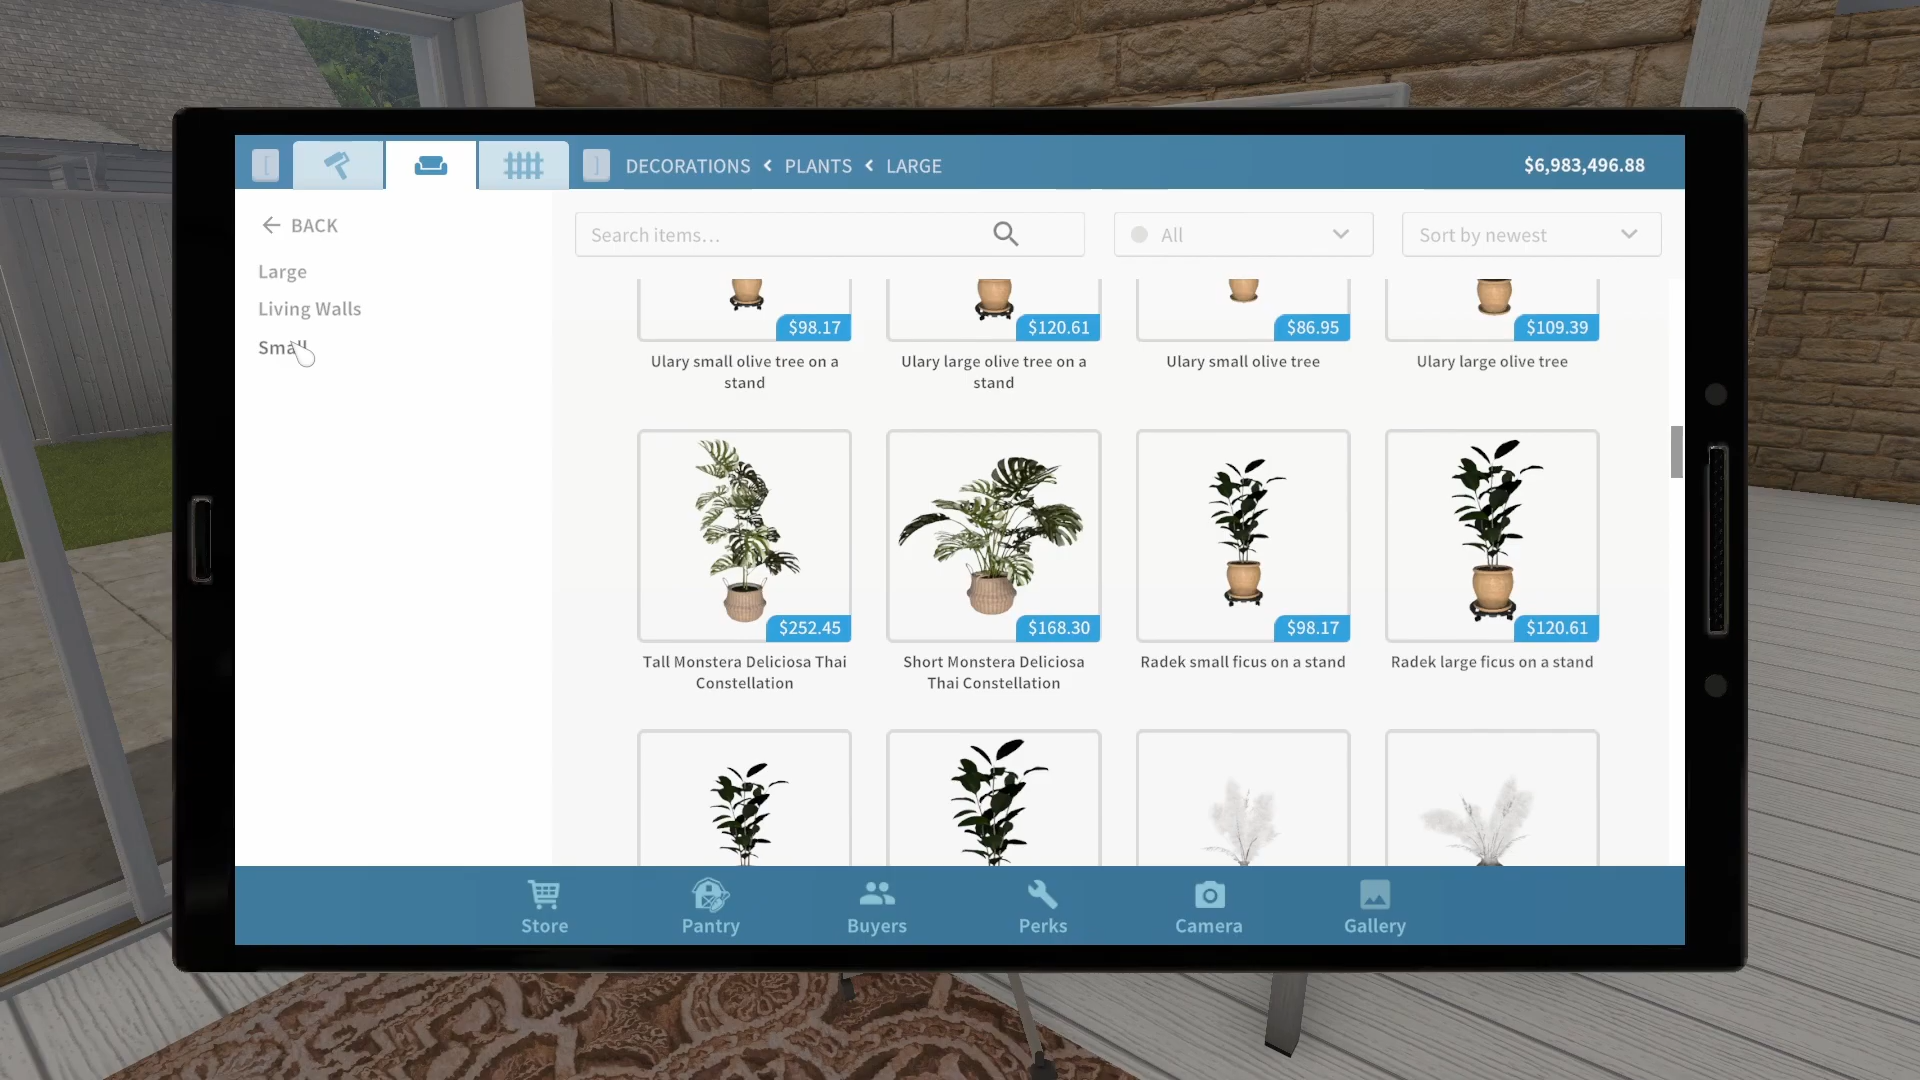 DECORATIONS < PLANTS < LARGE
$6,983,496.88
BACK
Search items...
All
Sort by newest
Large
Living Walls
Small
$98.17
$120.61
$86.95
$109.39
Ulary small olive tree on a
stand
Ulary large olive tree on a
stand
Ulary small olive tree
Ulary large olive tree
$252.45
$168.30
$98.17
$120.61
Tall Monstera Deliciosa Thai
Constellation
Short Monstera Deliciosa
Thai Constellation
Radek small ficus on a stand
Radek large ficus on a stand
Store
Pantry
Buyers
Perks
Camera
Gallery